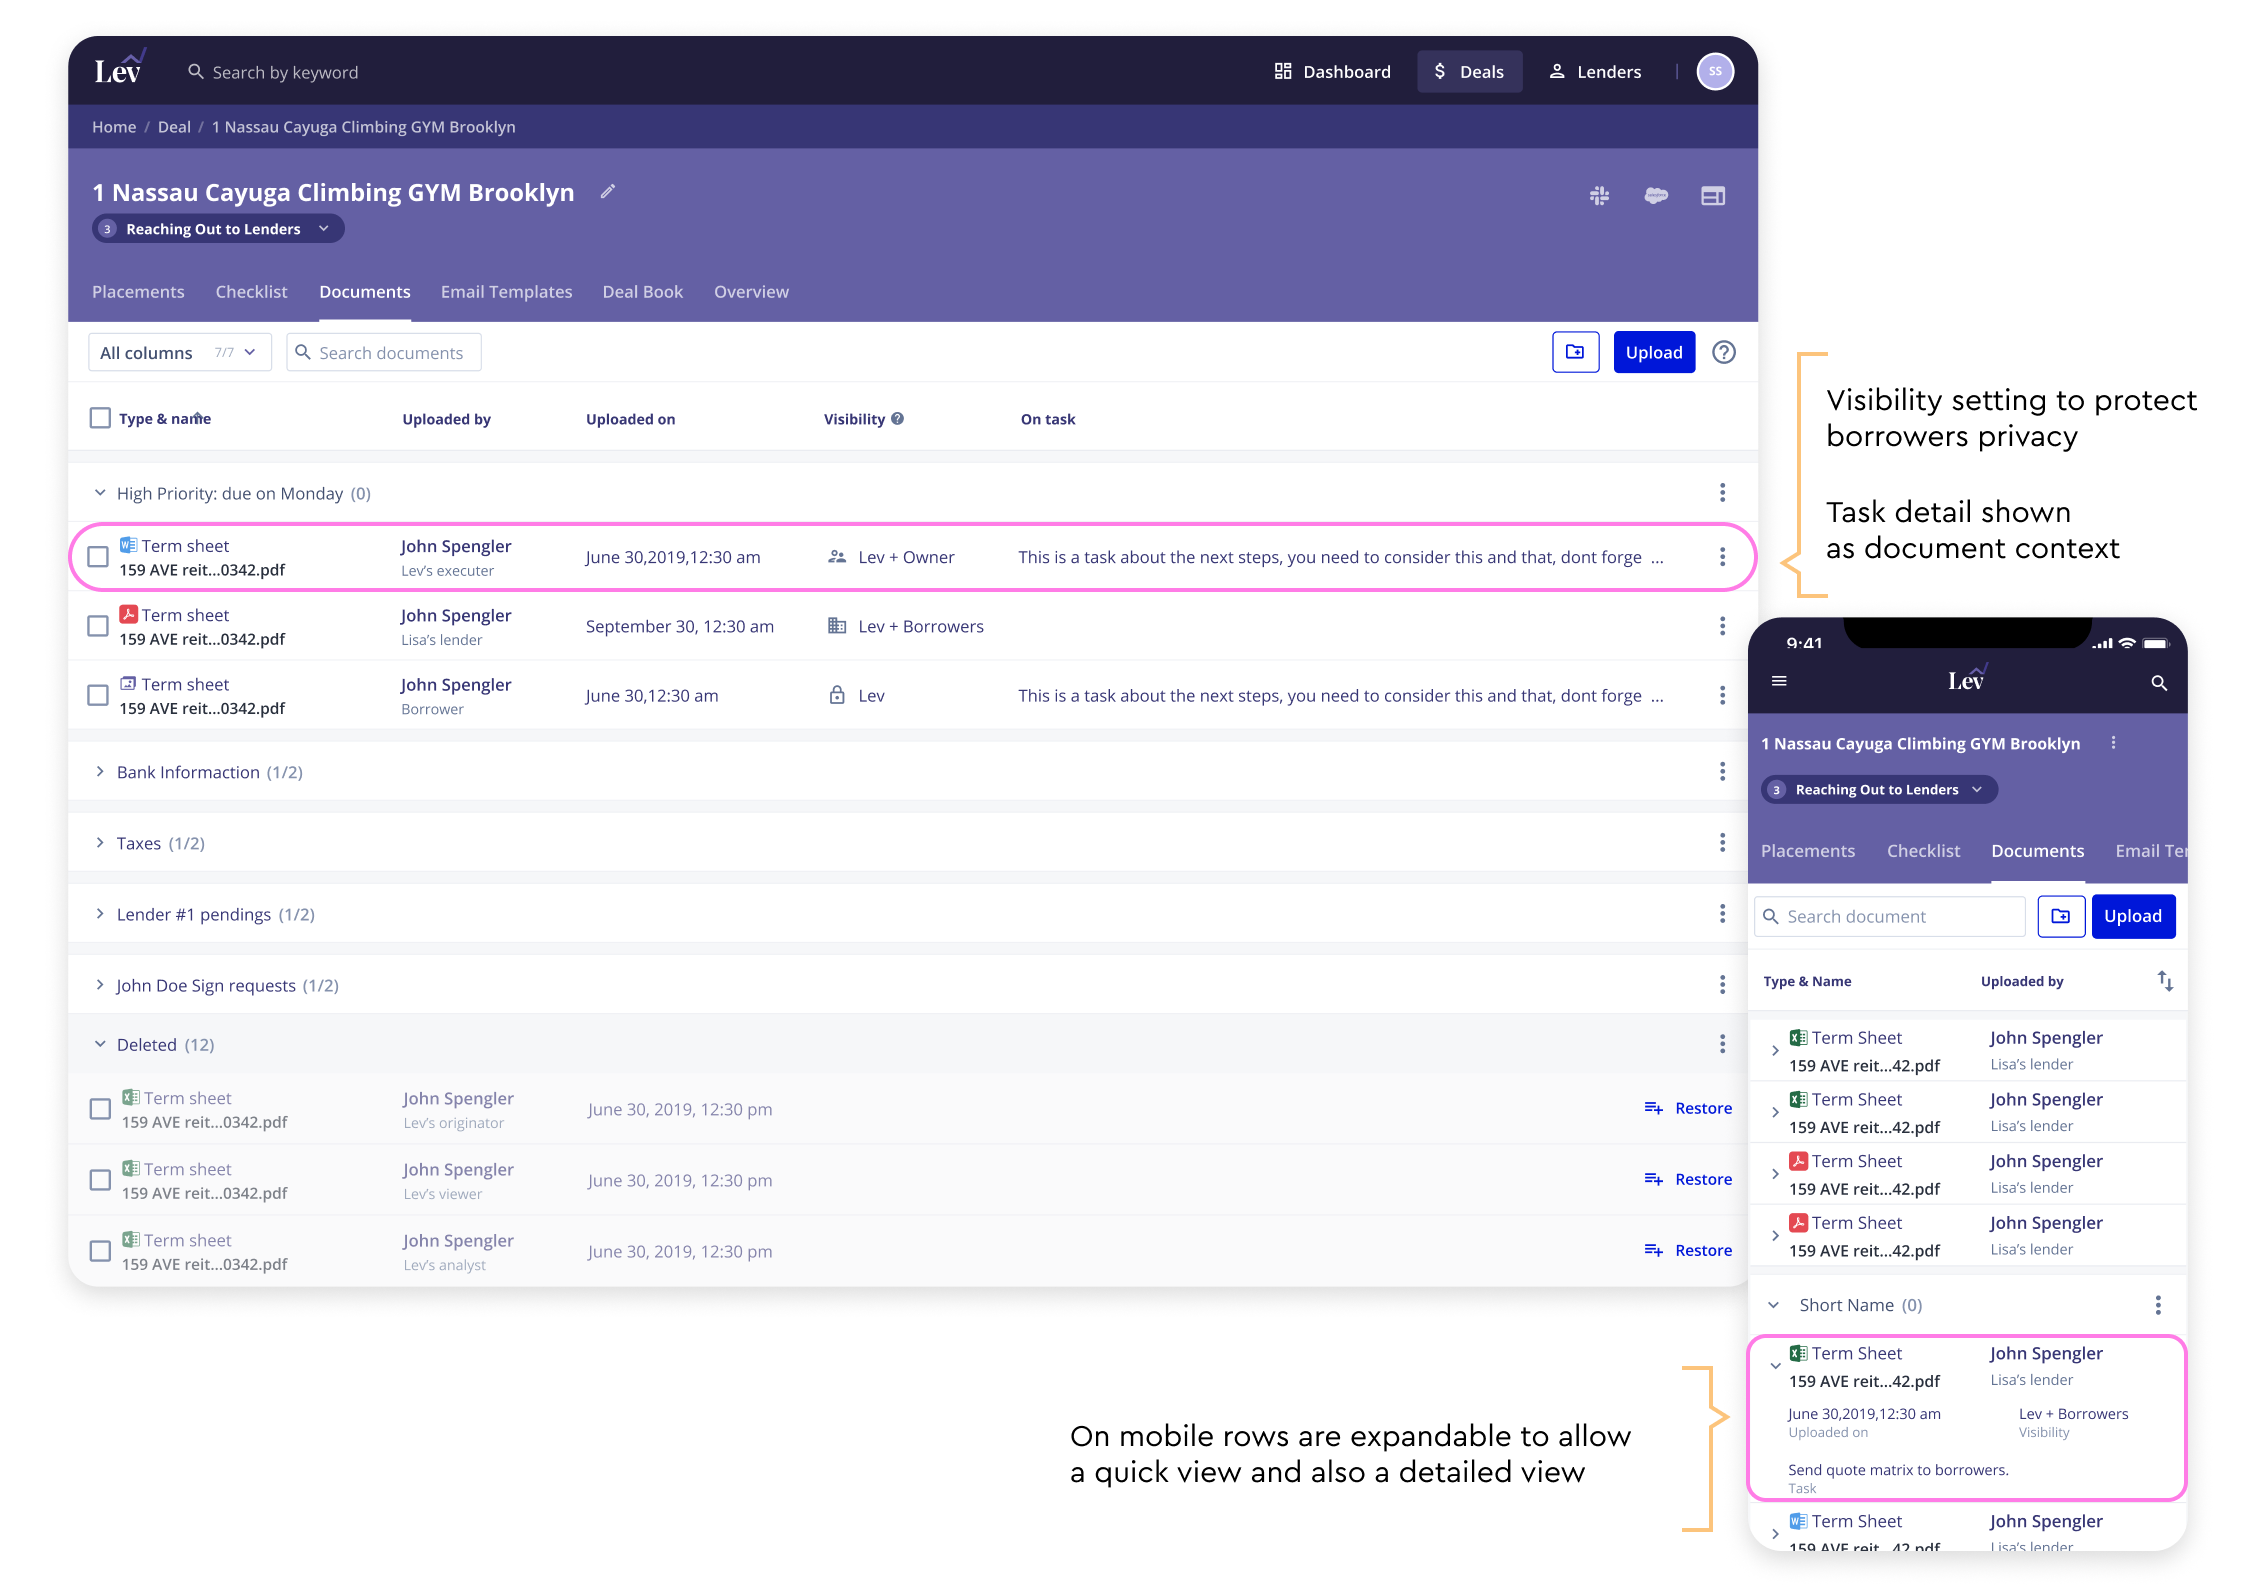 Lev
Search by keyword
Dashboard
$ Deals
Lenders
SS
Home / Deal / 1 Nassau Cayuga Climbing GYM Brooklyn
1 Nassau Cayuga Climbing GYM Brooklyn
3 Reaching Out to Lenders
Placements Checklist Documents Email Templates Deal Book Overview
All columns 7/7
Search documents
Upload
Type & name Uploaded by Uploaded on Visibility On task
High Priority: due on Monday (0)
Term sheet
159 AVE reit...0342.pdf
John Spengler
Lev's executer
June 30,2019,12:30 am
Lev + Owner
This is a task about the next steps, you need to consider this and that, dont forge ...
Term sheet
159 AVE reit...0342.pdf
John Spengler
Lisa's lender
September 30, 12:30 am
Lev + Borrowers
Term sheet
159 AVE reit...0342.pdf
John Spengler
Borrower
June 30,12:30 am
Lev
This is a task about the next steps, you need to consider this and that, dont forge ...
Bank Informaction (1/2)
Taxes (1/2)
Lender #1 pendings (1/2)
John Doe Sign requests (1/2)
Deleted (12)
Term sheet
159 AVE reit...0342.pdf
John Spengler
Lev's originator
June 30, 2019, 12:30 pm
Restore
Term sheet
159 AVE reit...0342.pdf
John Spengler
Lev's viewer
June 30, 2019, 12:30 pm
Restore
Term sheet
159 AVE reit...0342.pdf
John Spengler
Lev's analyst
June 30, 2019, 12:30 pm
Restore
Visibility setting to protect
borrowers privacy
Task detail shown
as document context
9:41
Lev
1 Nassau Cayuga Climbing GYM Brooklyn
3 Reaching Out to Lenders
Placements Checklist Documents Email Te
Search document
Upload
Type & Name Uploaded by
Term Sheet
159 AVE reit...42.pdf
John Spengler
Lisa's lender
Term Sheet
159 AVE reit...42.pdf
John Spengler
Lisa's lender
Term Sheet
159 AVE reit...42.pdf
John Spengler
Lisa's lender
Term Sheet
159 AVE reit...42.pdf
John Spengler
Lisa's lender
Short Name (0)
Term Sheet
159 AVE reit...42.pdf
John Spengler
Lisa's lender
June 30,2019,12:30 am
Uploaded on
Lev + Borrowers
Visibility
Send quote matrix to borrowers.
Task
Term Sheet
159 AVE reit...42.pdf
John Spengler
Lisa's lender
On mobile rows are expandable to allow
a quick view and also a detailed view